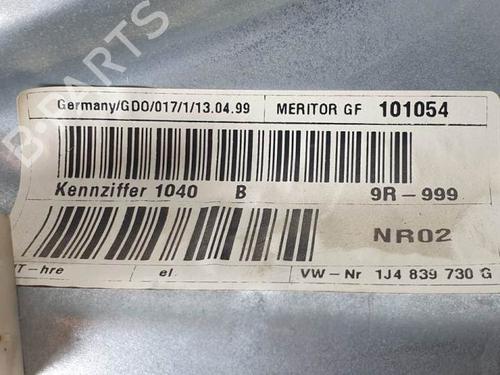 Germany/GDO/017/1/13.04.99 MERITOR GF 101054
Kennziffer 1040 B 9R-999
NR02
T-hre el. VW-Nr 1J4 839 730 G
B-PARTS